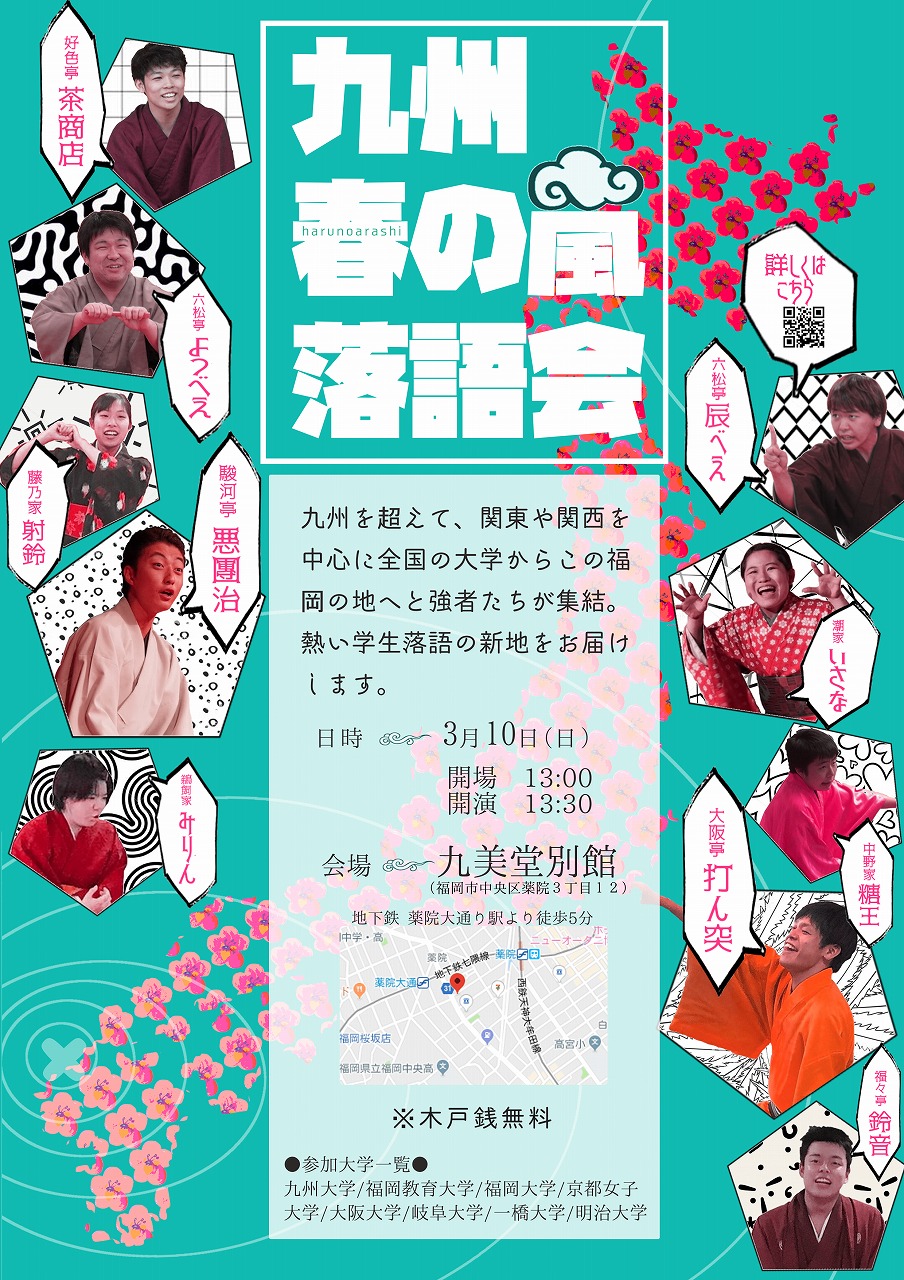 九州
春の風
harunoarashi
落語会
好色亭 茶商店
六松亭 よつべえ
藤乃家 射鈴
駿河亭 悪團治
鵜飼家 みりん
詳しくは
こちら
六松亭 辰べえ
潮家 いさな
中野家 糖王
大阪亭 打ん突
福々亭 鈴音
九州を超えて、関東や関西を
中心に全国の大学からこの福
岡の地へと強者たちが集結。
熱い学生落語の新地をお届け
します。
日時 3月10日(日)
開場 13:00
開演 13:30
会場 九美堂別館
(福岡市中央区薬院3丁目12)
地下鉄 薬院大通り駅より徒歩5分
中学・高
ニューオータニ
薬院
薬院
地下鉄七隈線
薬院大通
西鉄天神大牟田線
福岡桜坂店
高宮小
白
福岡県立福岡中央高
※木戸銭無料
●参加大学一覧●
九州大学/福岡教育大学/福岡大学/京都女子
大学/大阪大学/岐阜大学/一橋大学/明治大学